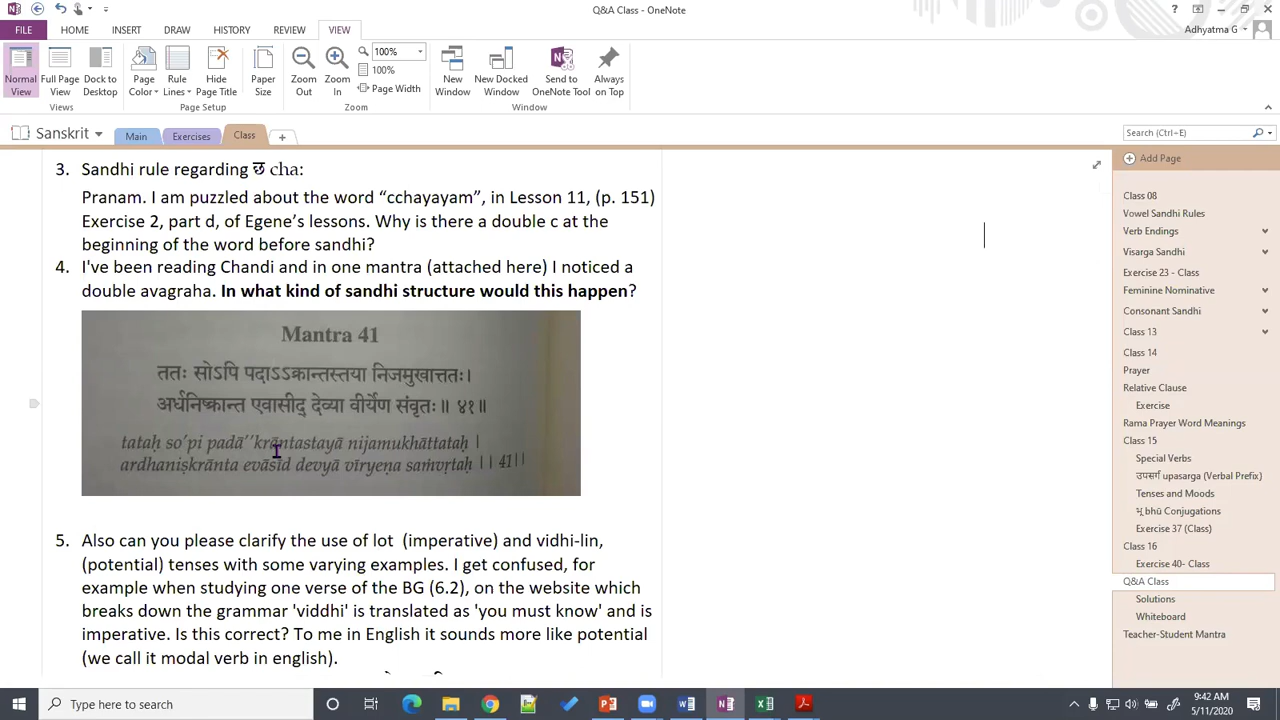 Q&A Class - OneNote
FILE HOME INSERT DRAW HISTORY REVIEW VIEW
Adhyatma G
Normal View
Full Page View
Dock to Desktop
Views
Page Color
Rule Lines
Hide Page Title
Page Setup
Paper Size
Zoom Out
Zoom In
100%
100%
Page Width
Zoom
New Window
New Docked Window
Send to OneNote Tool
Always on Top
Window
Sanskrit Main Exercises Class
Search (Ctrl+E)
3. Sandhi rule regarding छ cha:
Pranam. I am puzzled about the word “cchayayam”, in Lesson 11, (p. 151)
Exercise 2, part d, of Egene’s lessons. Why is there a double c at the
beginning of the word before sandhi?
4. I've been reading Chandi and in one mantra (attached here) I noticed a
double avagraha. In what kind of sandhi structure would this happen?
Mantra 41
ततः सोऽपि पदाऽऽक्रान्तस्तया निजमुखात्ततः।
अर्धनिष्क्रान्त एवासीद् देव्या वीर्येण संवृतः॥ ४१॥
tataḥ so’pi padā’’krāntastayā nijamukhāttataḥ |
ardhaniṣkrānta evāsīd devyā vīryeṇa saṁvṛtaḥ || 41||
5. Also can you please clarify the use of lot (imperative) and vidhi-lin,
(potential) tenses with some varying examples. I get confused, for
example when studying one verse of the BG (6.2), on the website which
breaks down the grammar 'viddhi' is translated as 'you must know' and is
imperative. Is this correct? To me in English it sounds more like potential
(we call it modal verb in english).
Add Page
Class 08
Vowel Sandhi Rules
Verb Endings
Visarga Sandhi
Exercise 23 - Class
Feminine Nominative
Consonant Sandhi
Class 13
Class 14
Prayer
Relative Clause
Exercise
Rama Prayer Word Meanings
Class 15
Special Verbs
उपसर्ग upasarga (Verbal Prefix)
Tenses and Moods
भू bhū Conjugations
Exercise 37 (Class)
Class 16
Exercise 40- Class
Q&A Class
Solutions
Whiteboard
Teacher-Student Mantra
Type here to search
9:42 AM
5/11/2020